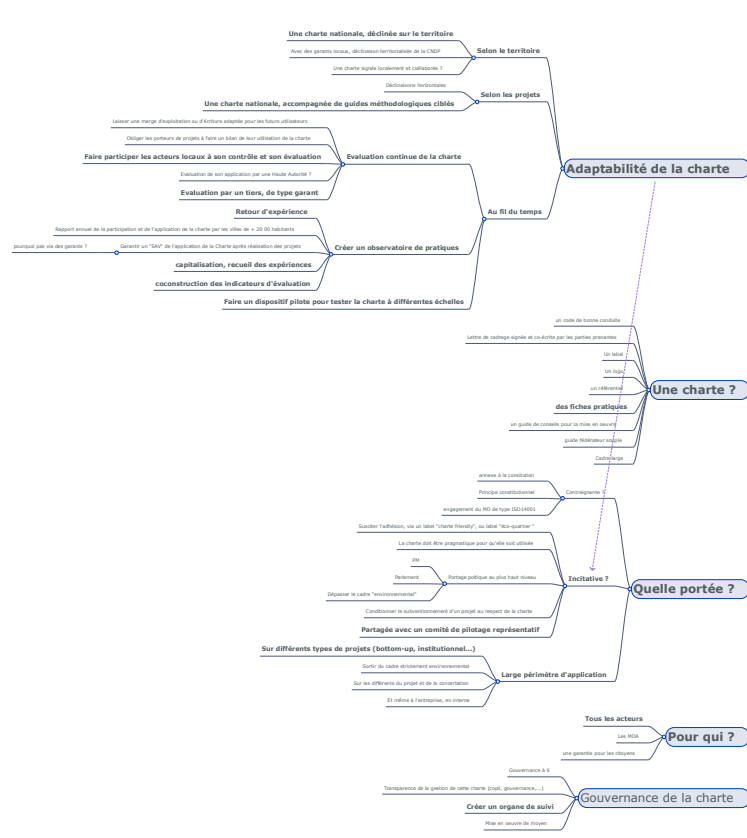 Une charte nationale, déclinée sur le territoire
Avec des garants locaux, déclinaison territorialisée de la CNDP
Une charte signée localement et collaborée ?
Selon le territoire
Déclinaisons horizontales
Une charte nationale, accompagnée de guides méthodologiques ciblés
Selon les projets
Laisser une marge d'exploitation ou d'écriture adaptée pour les futurs utilisateurs
Obliger les porteurs de projets à faire un bilan de leur utilisation de la charte
Faire participer les acteurs locaux à son contrôle et son évaluation
Evaluation de son application par une Haute Autorité ?
Evaluation par un tiers, de type garant
Evaluation continue de la charte
Retour d'expérience
Rapport annuel de la participation et de l'application de la charte par les villes de + 20 00 habitants
pourquoi pas via des garants ?
Garantir un "SAV" de l'application de la Charte après réalisation des projets
capitalisation, recueil des expériences
coconstruction des indicateurs d'évaluation
Créer un observatoire de pratiques
Faire un dispositif pilote pour tester la charte à différentes échelles
Au fil du temps
Adaptabilité de la charte
un code de bonne conduite
Lettre de cadrage signée et co-écrite par les parties prenantes
Un label
Un logo
un référentiel
des fiches pratiques
un guide de conseils pour la mise en oeuvre
guide fédérateur souple
Cadre large
Une charte ?
annexe à la consitution
Principe constitutionnel
engagement du MO de type ISO14001
Contraignante ?
Susciter l'adhésion, via un label "charte friendly", ou label "éco-quartier "
La charte doit être pragmatique pour qu'elle soit utilisée
PM
Parlement
Dépasser le cadre "environnemental"
Portage poitique au plus haut niveau
Conditionner le subventionnement d'un projet au respect de la charte
Partagée avec un comité de pilotage représentatif
Incitative ?
Sur différents types de projets (bottom-up, institutionnel...)
Sortir du cadre strictement environnemental
Sur les différents du projet et de la concertation
Et même à l'entreprise, en interne
Large périmètre d'application
Quelle portée ?
Tous les acteurs
Les MOA
une garantie pour les citoyens
Pour qui ?
Gouvernance à 6
Transparence de la gestion de cette charte (copil, gouvernance,...)
Créer un organe de suivi
Mise en oeuvre de moyen
Gouvernance de la charte